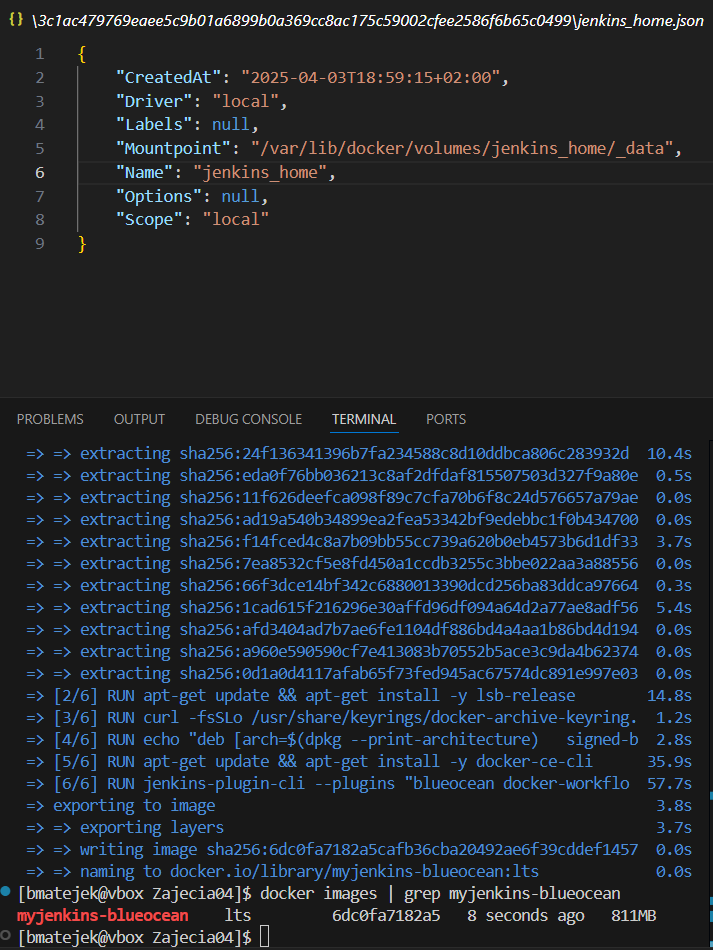 {} \3c1ac479769eaee5c9b01a6899b0a369cc8ac175c59002cfee2586f6b65c0499\jenkins_home.json
1 {
2 "CreatedAt": "2025-04-03T18:59:15+02:00",
3 "Driver": "local",
4 "Labels": null,
5 "Mountpoint": "/var/lib/docker/volumes/jenkins_home/_data",
6 "Name": "jenkins_home",
7 "Options": null,
8 "Scope": "local"
9 }
PROBLEMS OUTPUT DEBUG CONSOLE TERMINAL PORTS
=> => extracting sha256:24f136341396b7fa234588c8d10ddbca806c283932d 10.4s
=> => extracting sha256:eda0f76bb036213c8af2dfdaf815507503d327f9a80e 0.5s
=> => extracting sha256:11f626deefca098f89c7cfa70b6f8c24d576657a79ae 0.0s
=> => extracting sha256:ad19a540b34899ea2fea53342bf9edebbc1f0b434700 0.0s
=> => extracting sha256:f14fced4c8a7b09bb55cc739a620b0eb4573b6d1df33 3.7s
=> => extracting sha256:7ea8532cf5e8fd450a1ccdb3255c3bbe022aa3a88556 0.0s
=> => extracting sha256:66f3dce14bf342c6880013390dcd256ba83ddca97664 0.3s
=> => extracting sha256:1cad615f216296e30affd96df094a64d2a77ae8adf56 5.4s
=> => extracting sha256:afd3404ad7b7ae6fe1104df886bd4a4aa1b86bd4d194 0.0s
=> => extracting sha256:a960e590590cf7e413083b70552b5ace3c9da4b62374 0.0s
=> => extracting sha256:0d1a0d4117afab65f73fed945ac67574dc891e997e03 0.0s
=> [2/6] RUN apt-get update && apt-get install -y lsb-release 14.8s
=> [3/6] RUN curl -fsSLo /usr/share/keyrings/docker-archive-keyring. 1.2s
=> [4/6] RUN echo "deb [arch=$(dpkg --print-architecture) signed-b 2.8s
=> [5/6] RUN apt-get update && apt-get install -y docker-ce-cli 35.9s
=> [6/6] RUN jenkins-plugin-cli --plugins "blueocean docker-workflo 57.7s
=> exporting to image 3.8s
=> => exporting layers 3.7s
=> => writing image sha256:6dc0fa7182a5cafb36cba20492ae6f39cddef1457 0.0s
=> => naming to docker.io/library/myjenkins-blueocean:lts 0.0s
[bmatejek@vbox Zajecia04]$ docker images | grep myjenkins-blueocean
myjenkins-blueocean lts 6dc0fa7182a5 8 seconds ago 811MB
[bmatejek@vbox Zajecia04]$